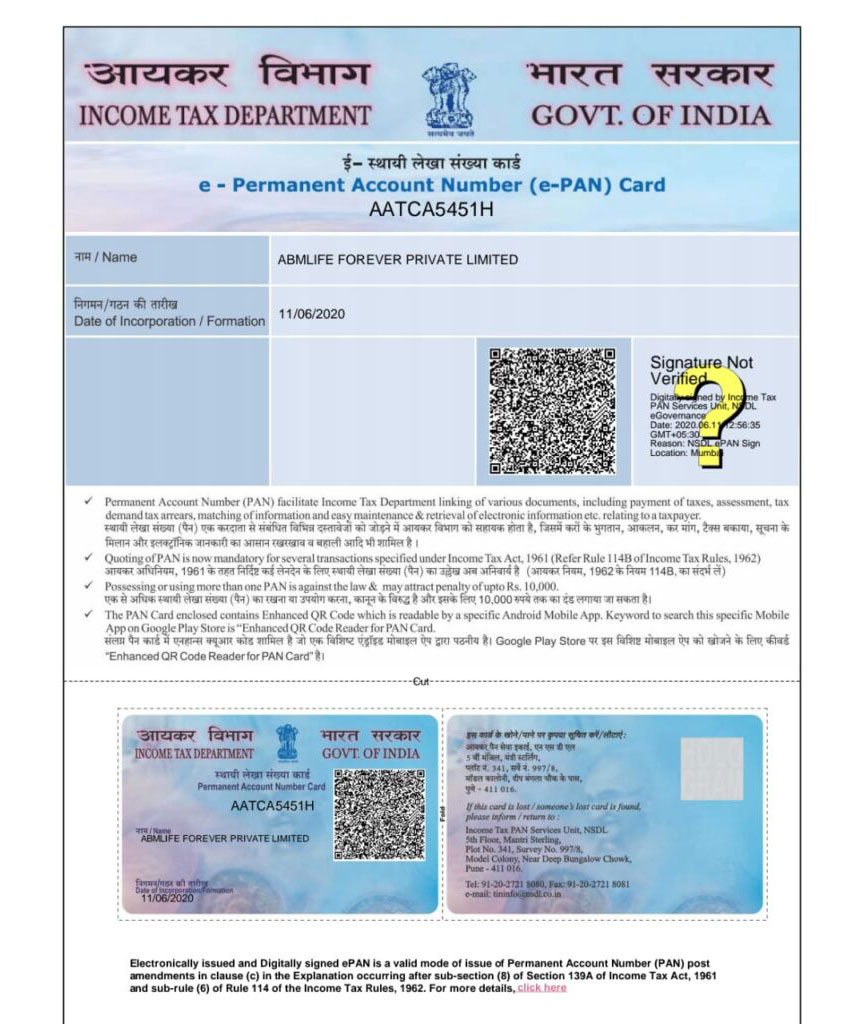 आयकर विभाग
INCOME TAX DEPARTMENT
सत्यमेव जयते
भारत सरकार
GOVT. OF INDIA
ई– स्थायी लेखा संख्या कार्ड
e - Permanent Account Number (e-PAN) Card
AATCA5451H
नाम / Name
ABMLIFE FOREVER PRIVATE LIMITED
निगमन/गठन की तारीख
Date of Incorporation / Formation
11/06/2020
Signature Not
Verified
Digitally signed by Income Tax
PAN Services Unit, NSDL
eGovernance
Date: 2020.06.11 12:56:35
GMT+05:30
Reason: NSDL ePAN Sign
Location: Mumbai
?
✓ Permanent Account Number (PAN) facilitate Income Tax Department linking of various documents, including payment of taxes, assessment, tax
demand tax arrears, matching of information and easy maintenance & retrieval of electronic information etc. relating to a taxpayer.
स्थायी लेखा संख्या (पैन) एक करदाता से संबंधित विभिन्न दस्तावेजों को जोड़ने में आयकर विभाग को सहायक होता है, जिसमें करों के भुगतान, आकलन, कर मांग, टैक्स बकाया, सूचना के
मिलान और इलक्ट्रॉनिक जानकारी का आसान रखरखाव व बहाली आदि भी शामिल है ।
✓ Quoting of PAN is now mandatory for several transactions specified under Income Tax Act, 1961 (Refer Rule 114B of Income Tax Rules, 1962)
आयकर अधिनियम, 1961 के तहत निर्दिष्ट कई लेनदेन के लिए स्थायी लेखा संख्या (पैन) का उल्लेख अब अनिवार्य है (आयकर नियम, 1962 के नियम 114B, का संदर्भ लें)
✓ Possessing or using more than one PAN is against the law & may attract penalty of upto Rs. 10,000.
एक से अधिक स्थायी लेखा संख्या (पैन) का रखना या उपयोग करना, कानून के विरुद्ध है और इसके लिए 10,000 रुपये तक का दंड लगाया जा सकता है।
✓ The PAN Card enclosed contains Enhanced QR Code which is readable by a specific Android Mobile App. Keyword to search this specific Mobile
App on Google Play Store is "Enhanced QR Code Reader for PAN Card.
संलग्न पैन कार्ड में एनहान्स क्यूआर कोड शामिल है जो एक विशिष्ट एंड्रॉइड मोबाइल ऐप द्वारा पठनीय है। Google Play Store पर इस विशिष्ट मोबाइल ऐप को खोजने के लिए कीवर्ड
"Enhanced QR Code Reader for PAN Card" है।
Cut
आयकर विभाग
INCOME TAX DEPARTMENT
भारत सरकार
GOVT. OF INDIA
स्थायी लेखा संख्या कार्ड
Permanent Account Number Card
AATCA5451H
नाम / Name
ABMLIFE FOREVER PRIVATE LIMITED
निगमन/गठन की तारीख
Date of Incorporation/Formation
11/06/2020
Fold
इस कार्ड के खोने/पाने पर कृपया सूचित करें/लौटाएं:
आयकर पैन सेवा इकाई, एन एस डी एल
5 वीं मंजिल, मंत्री स्टर्लिंग,
प्लॉट नं. 341, सर्वे नं. 997/8,
मॉडल कालोनी, दीप बंगला चौक के पास,
पुणे - 411 016.
If this card is lost / someone's lost card is found,
please inform / return to :
Income Tax PAN Services Unit, NSDL
5th Floor, Mantri Sterling,
Plot No. 341, Survey No. 997/8,
Model Colony, Near Deep Bungalow Chowk,
Pune - 411 016.
Tel: 91-20-2721 8080, Fax: 91-20-2721 8081
e-mail: tininfo@nsdl.co.in
Electronically issued and Digitally signed ePAN is a valid mode of issue of Permanent Account Number (PAN) post
amendments in clause (c) in the Explanation occurring after sub-section (8) of Section 139A of Income Tax Act, 1961
and sub-rule (6) of Rule 114 of the Income Tax Rules, 1962. For more details, click here